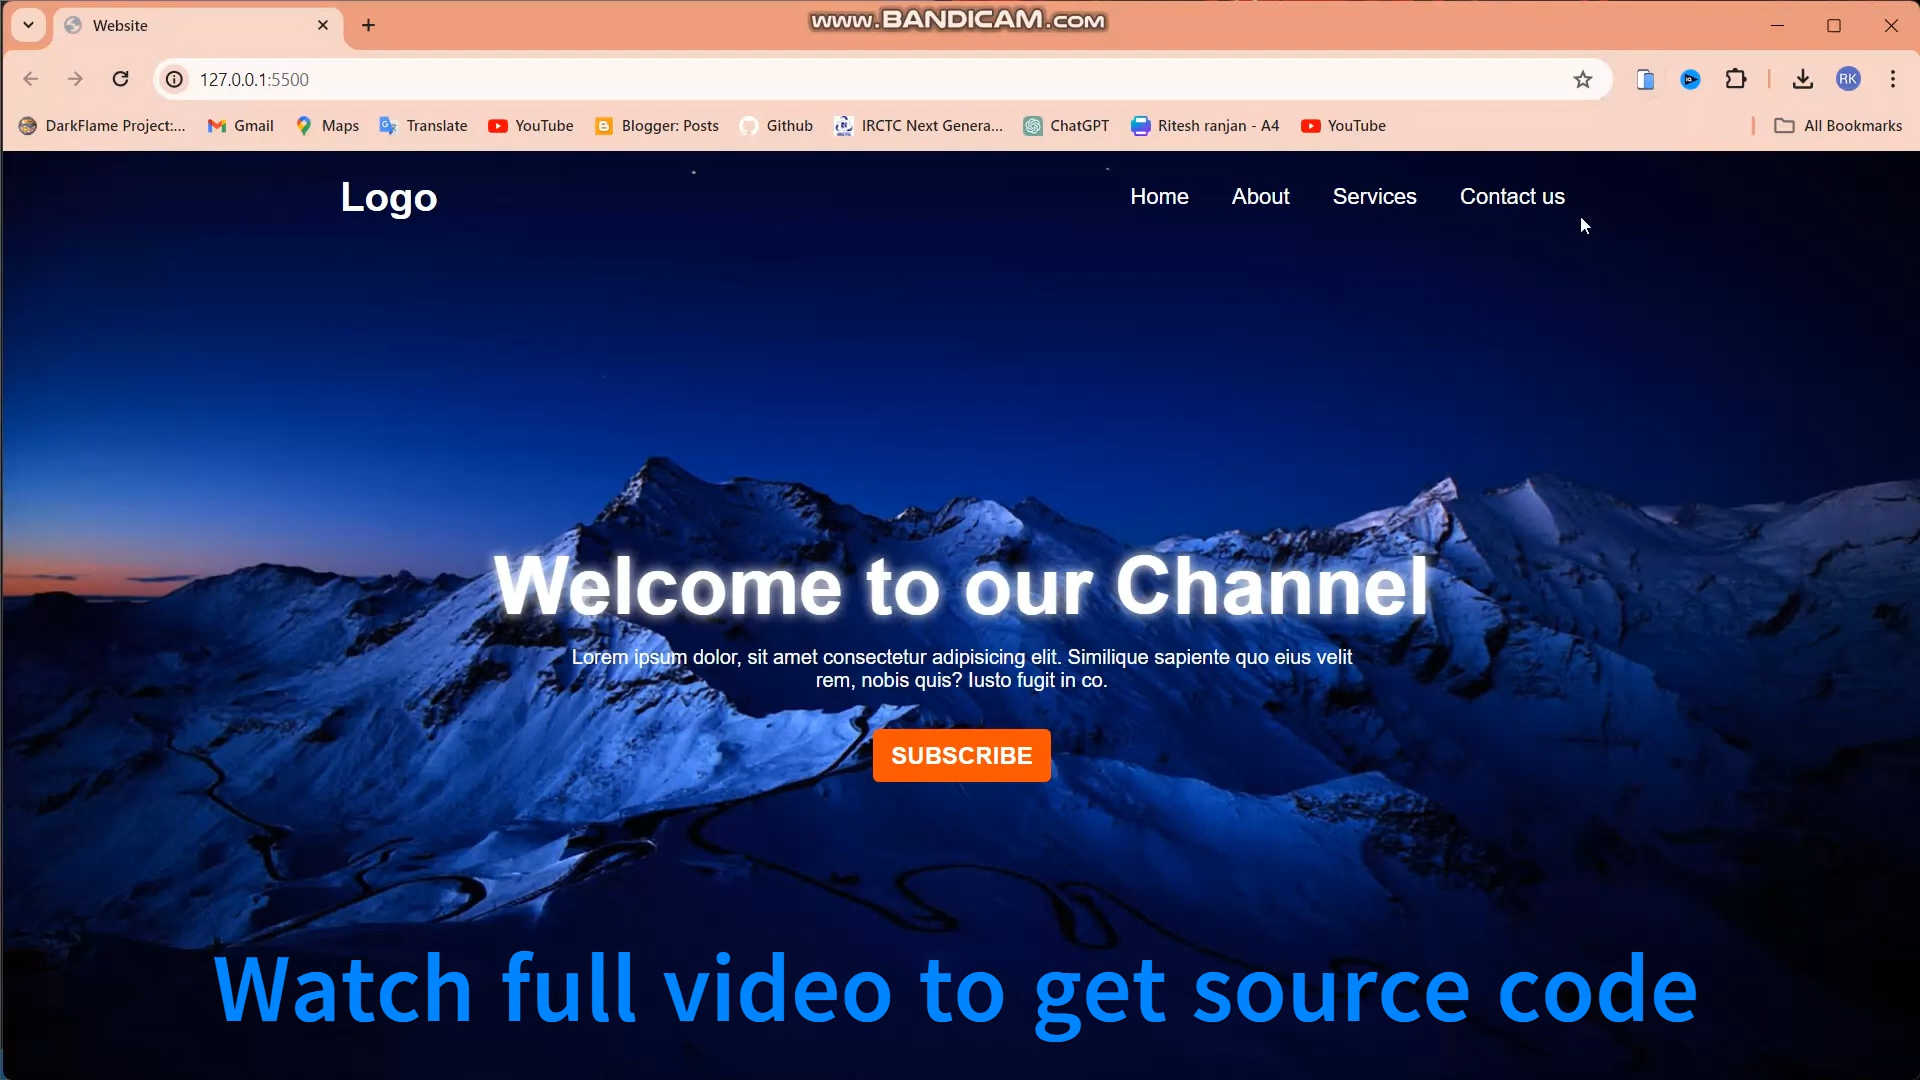 Website
www.BANDICAM.com
127.0.0.1:5500
RK
DarkFlame Project:...
Gmail
Maps
Translate
YouTube
Blogger: Posts
Github
IRCTC Next Genera...
ChatGPT
Ritesh ranjan - A4
YouTube
All Bookmarks
Logo
Home
About
Services
Contact us
Welcome to our Channel
Lorem ipsum dolor, sit amet consectetur adipisicing elit. Similique sapiente quo eius velit
rem, nobis quis? Iusto fugit in co.
SUBSCRIBE
Watch full video to get source code